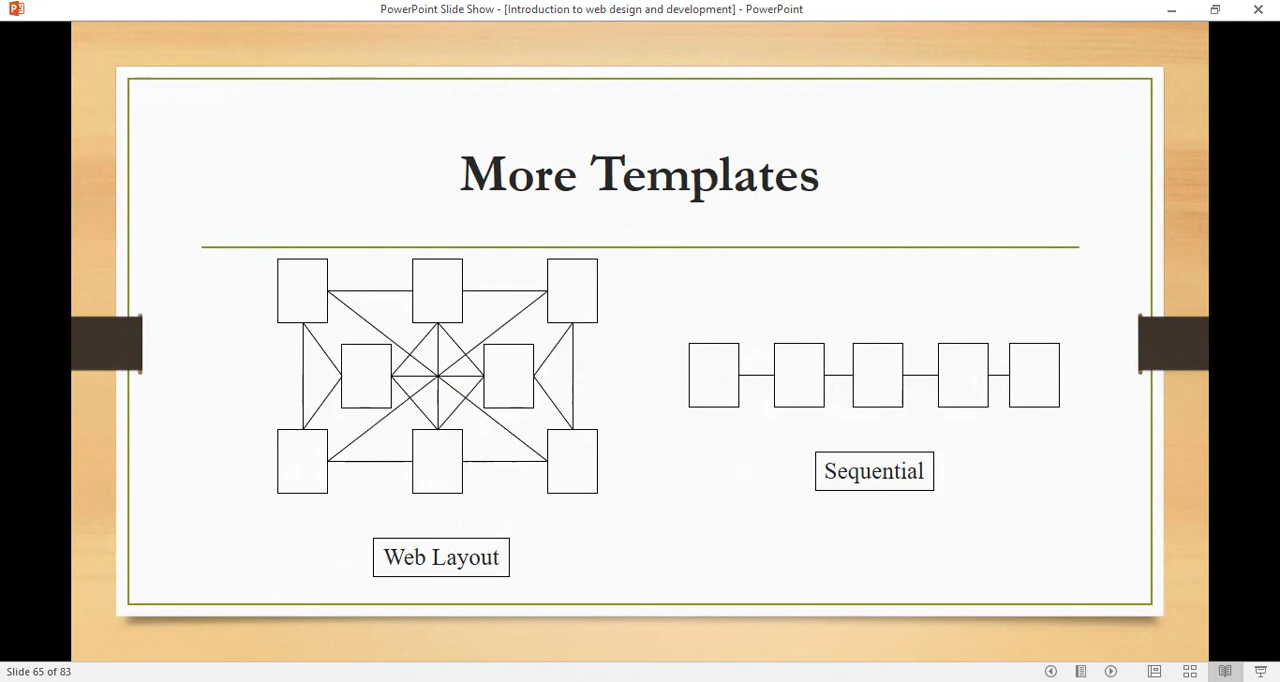 PowerPoint Slide Show - [Introduction to web design and development] - PowerPoint
More Templates
Sequential
Web Layout
Slide 65 of 83